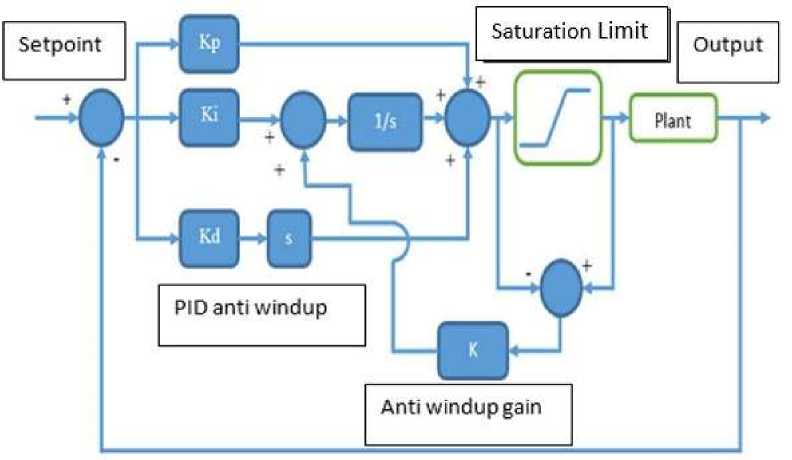 Setpoint
Kp
Saturation Limit
Output
+
-
Ki
+
+
1/s
+
+
+
Plant
Kd
s
-
+
PID anti windup
K
Anti windup gain